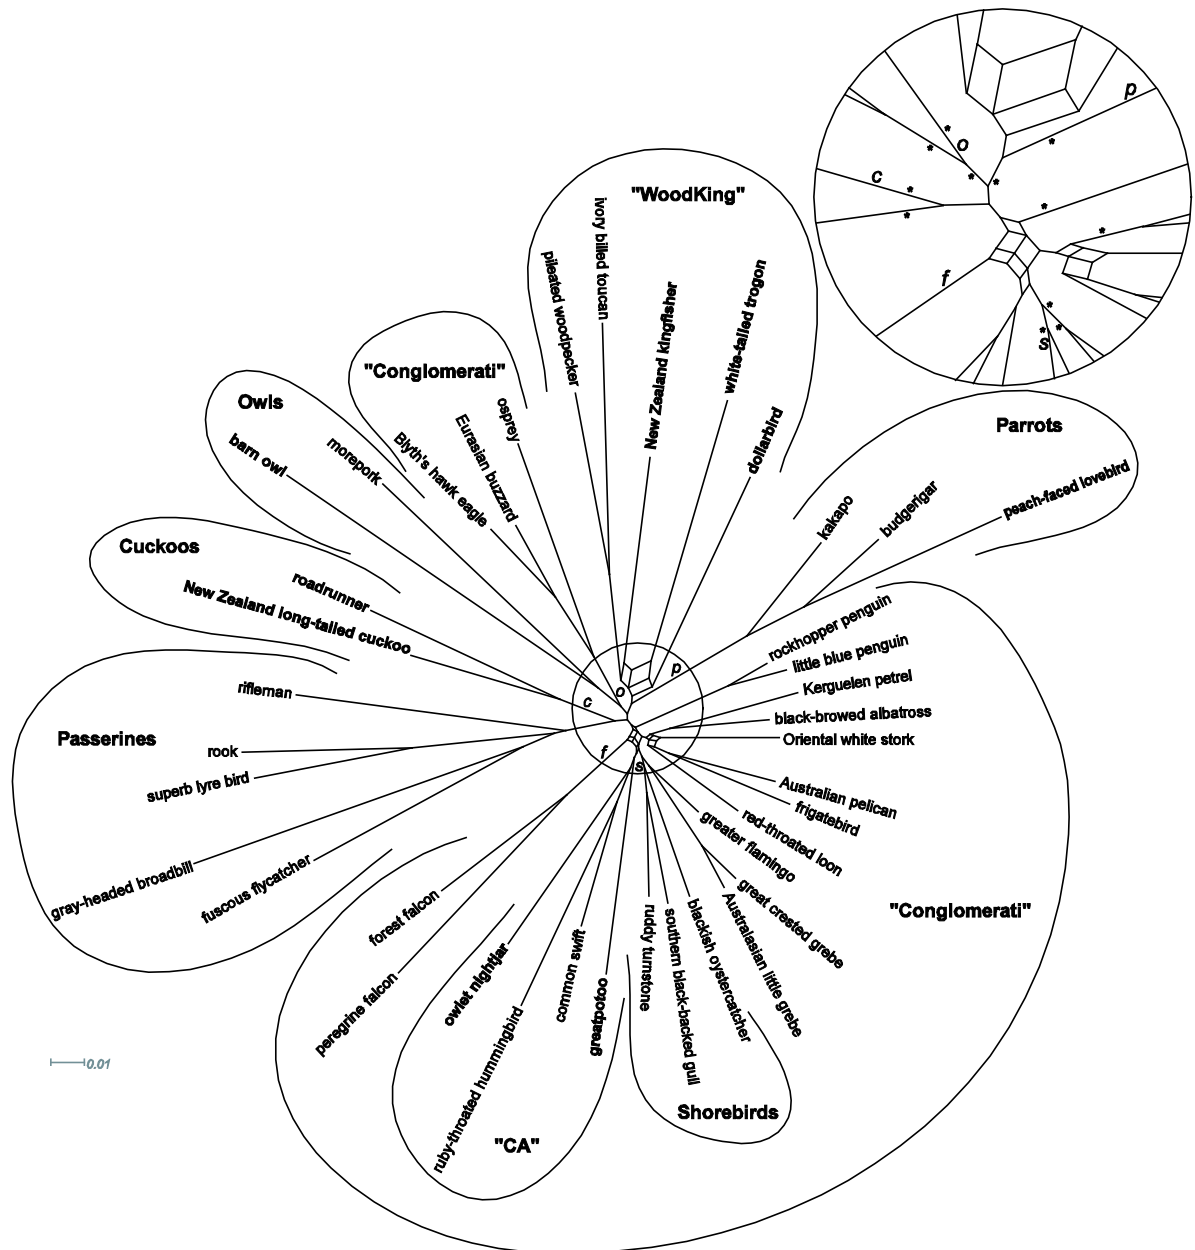 p
*
*
o
*
*
*
c
*
*
*
*
f
*
*
*
s
"WoodKing"
ivory billed toucan
pileated woodpecker
New Zealand kingfisher
white-tailed trogon
dollarbird
"Conglomerati"
osprey
Eurasian buzzard
Blyth's hawk eagle
Owls
morepork
barn owl
Parrots
kakapo
budgerigar
peach-faced lovebird
Cuckoos
roadrunner
New Zealand long-tailed cuckoo
rockhopper penguin
little blue penguin
Kerguelen petrel
black-browed albatross
Oriental white stork
Australian pelican
frigatebird
red-throated loon
greater flamingo
great crested grebe
Australasian little grebe
"Conglomerati"
p
o
c
f
s
rifleman
Passerines
rook
superb lyre bird
gray-headed broadbill
fuscous flycatcher
forest falcon
peregrine falcon
owlet nightjar
ruby-throated hummingbird
common swift
greatpotoo
"CA"
ruddy turnstone
southern black-backed gull
blackish oystercatcher
Shorebirds
0.01